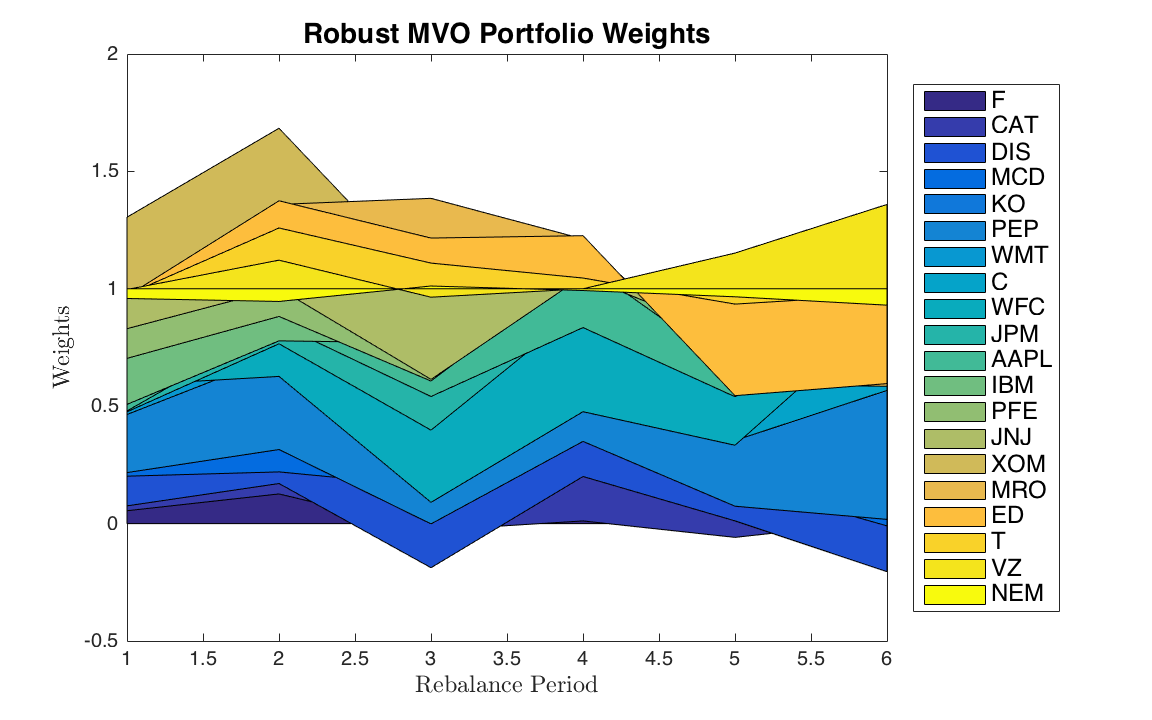 Robust MVO Portfolio Weights
2
1.5
1
0.5
0
-0.5
Weights
1
1.5
2
2.5
3
3.5
4
4.5
5
5.5
6
Rebalance Period
F
CAT
DIS
MCD
KO
PEP
WMT
C
WFC
JPM
AAPL
IBM
PFE
JNJ
XOM
MRO
ED
T
VZ
NEM